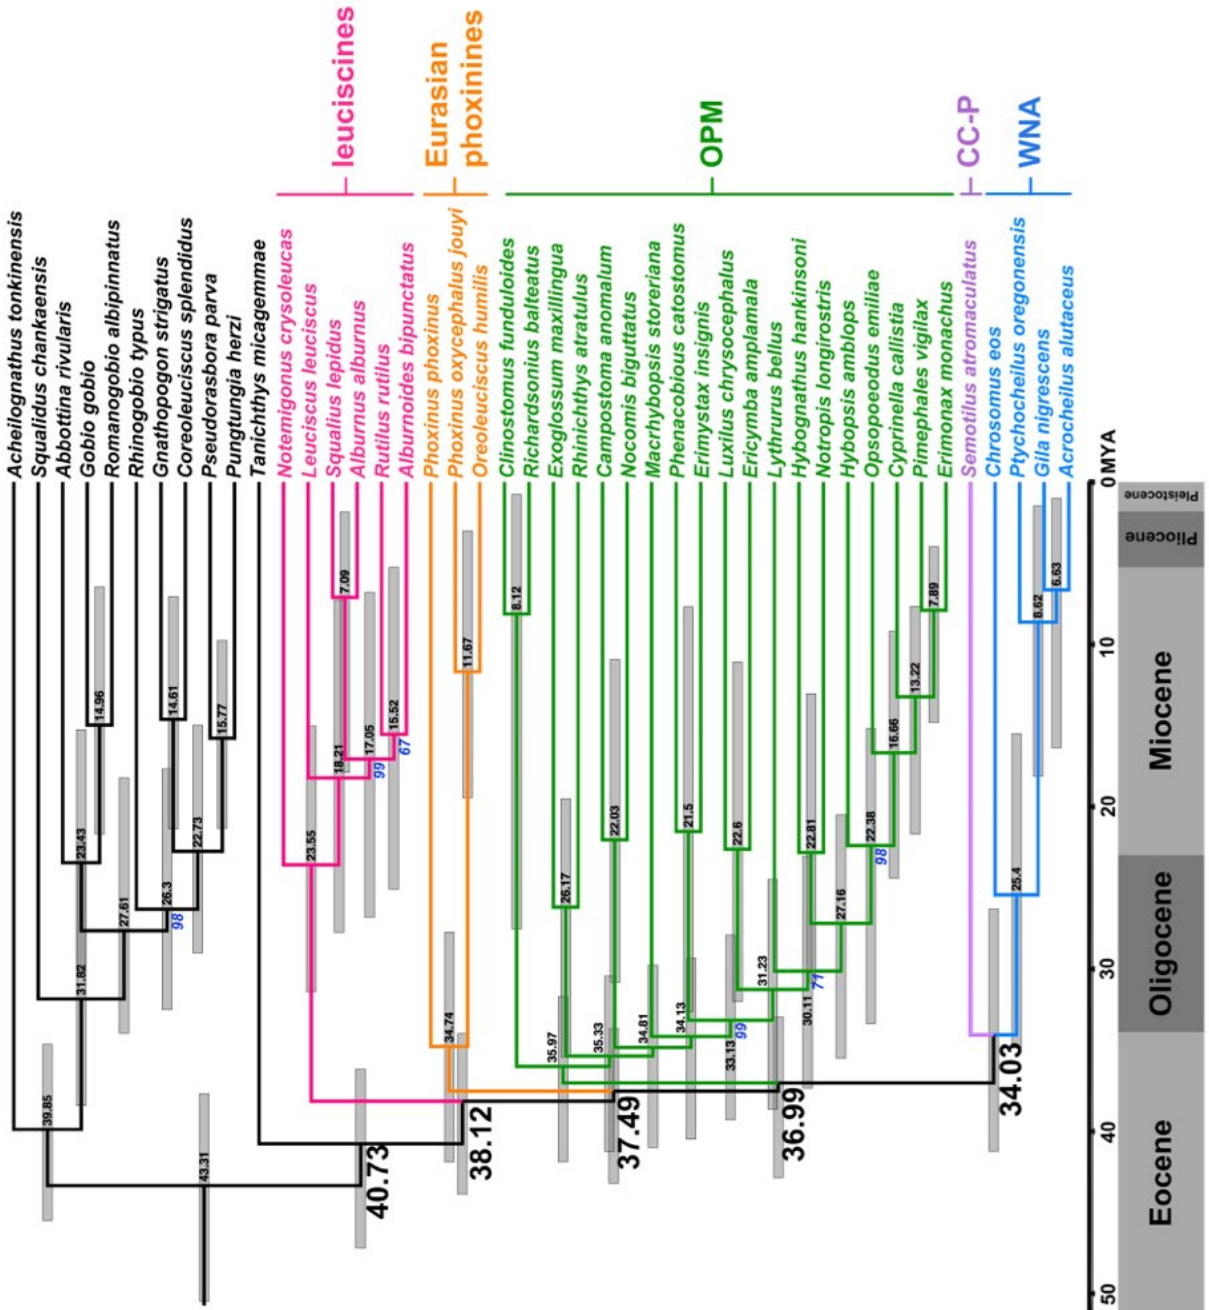 Acheilognathus tonkinensis
Squalidus chankaensis
Abbottina rivularis
Gobio gobio
Romanogobio albipinnatus
Rhinogobio typus
Gnathopogon strigatus
Coreoleuciscus splendidus
Pseudorasbora parva
Pungtungia herzi
Tanichthys micagemmae
Notemigonus crysoleucas
Leuciscus leuciscus
Squalius lepidus
Alburnus alburnus
Rutilus rutilus
Alburnoides bipunctatus
Phoxinus phoxinus
Phoxinus oxycephalus jouyi
Oreoleuciscus humilis
Clinostomus funduloides
Richardsonius balteatus
Exoglossum maxillingua
Rhinichthys atratulus
Campostoma anomalum
Nocomis biguttatus
Macrhybopsis storeriana
Phenacobious catostomus
Erimystax insignis
Luxilus chrysocephalus
Ericymba amplamala
Lythrurus bellus
Hybognathus hankinsoni
Notropis longirostris
Hybopsis amblops
Opsopoeodus emiliae
Cyprinella callistia
Pimephales vigilax
Erimonax monachus
Semotilus atromaculatus
Chrosomus eos
Ptychocheilus oregonensis
Gila nigrescens
Acrocheilus alutaceus
leuciscines
Eurasian
phoxinines
OPM
CC-P
WNA
39.85
43.31
31.82
23.43
14.96
27.61
26.3
98
14.61
22.73
15.77
40.73
38.12
23.55
18.21
7.09
17.05
99
15.52
67
37.49
34.74
11.67
36.99
35.97
8.12
26.17
35.33
22.03
34.81
34.13
21.5
33.13
99
22.6
31.23
30.11
71
22.81
27.16
22.38
98
16.66
13.22
7.89
34.03
25.4
8.62
6.63
50
40
30
20
10
0 MYA
Eocene
Oligocene
Miocene
Pliocene
Pleistocene